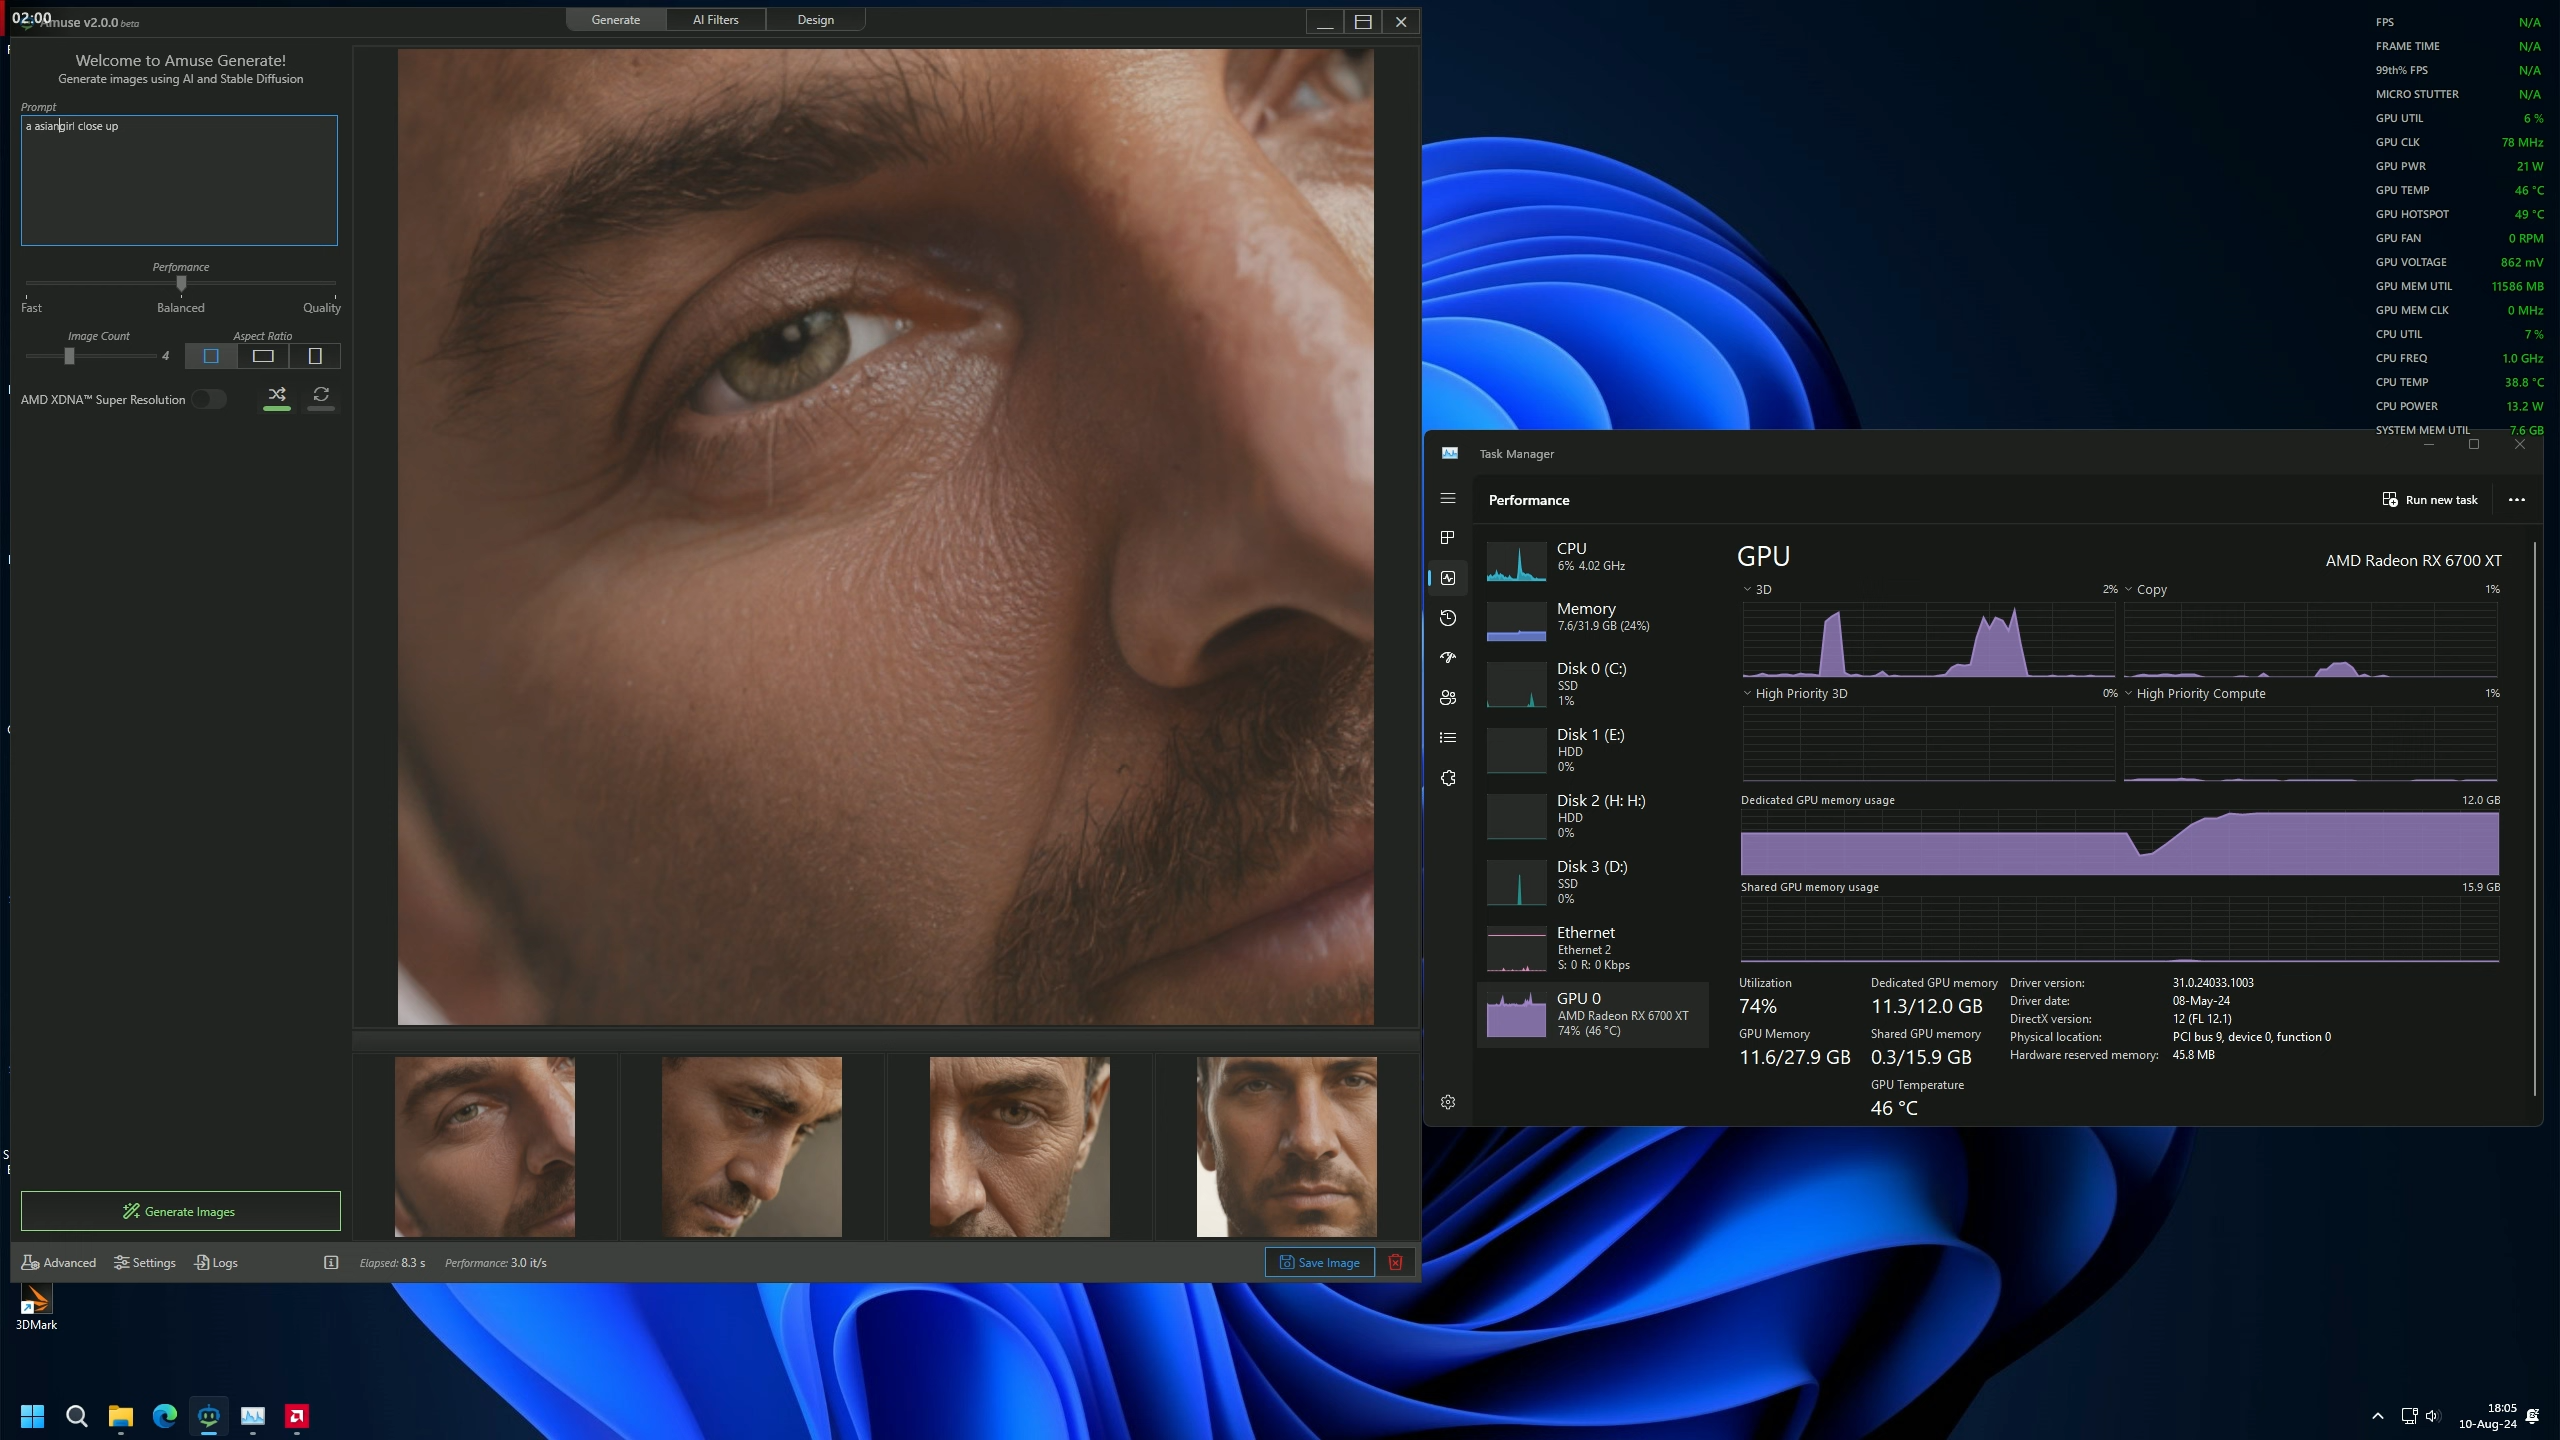 02:00
Amuse v2.0.0 beta
Generate
AI Filters
Design
Welcome to Amuse Generate!
Generate images using AI and Stable Diffusion
Prompt
a asiangirl close up
Perfomance
Fast
Balanced
Quality
Image Count
Aspect Ratio
4
AMD XDNA™ Super Resolution
Generate Images
Advanced
Settings
Logs
Elapsed: 8.3 s
Performance: 3.0 it/s
Save Image
3DMark
FPS N/A
FRAME TIME N/A
99th% FPS N/A
MICRO STUTTER N/A
GPU UTIL 6 %
GPU CLK 78 MHz
GPU PWR 21 W
GPU TEMP 46 °C
GPU HOTSPOT 49 °C
GPU FAN 0 RPM
GPU VOLTAGE 862 mV
GPU MEM UTIL 11586 MB
GPU MEM CLK 0 MHz
CPU UTIL 7 %
CPU FREQ 1.0 GHz
CPU TEMP 38.8 °C
CPU POWER 13.2 W
SYSTEM MEM UTIL 7.6 GB
Task Manager
Performance
Run new task
CPU
6% 4.02 GHz
Memory
7.6/31.9 GB (24%)
Disk 0 (C:)
SSD
1%
Disk 1 (E:)
HDD
0%
Disk 2 (H: H:)
HDD
0%
Disk 3 (D:)
SSD
0%
Ethernet
Ethernet 2
S: 0 R: 0 Kbps
GPU 0
AMD Radeon RX 6700 XT
74% (46 °C)
GPU
AMD Radeon RX 6700 XT
3D 2%
Copy 1%
High Priority 3D 0%
High Priority Compute 1%
Dedicated GPU memory usage 12.0 GB
Shared GPU memory usage 15.9 GB
Utilization
74%
Dedicated GPU memory
11.3/12.0 GB
GPU Memory
11.6/27.9 GB
Shared GPU memory
0.3/15.9 GB
GPU Temperature
46 °C
Driver version: 31.0.24033.1003
Driver date: 08-May-24
DirectX version: 12 (FL 12.1)
Physical location: PCI bus 9, device 0, function 0
Hardware reserved memory: 45.8 MB
18:05
10-Aug-24